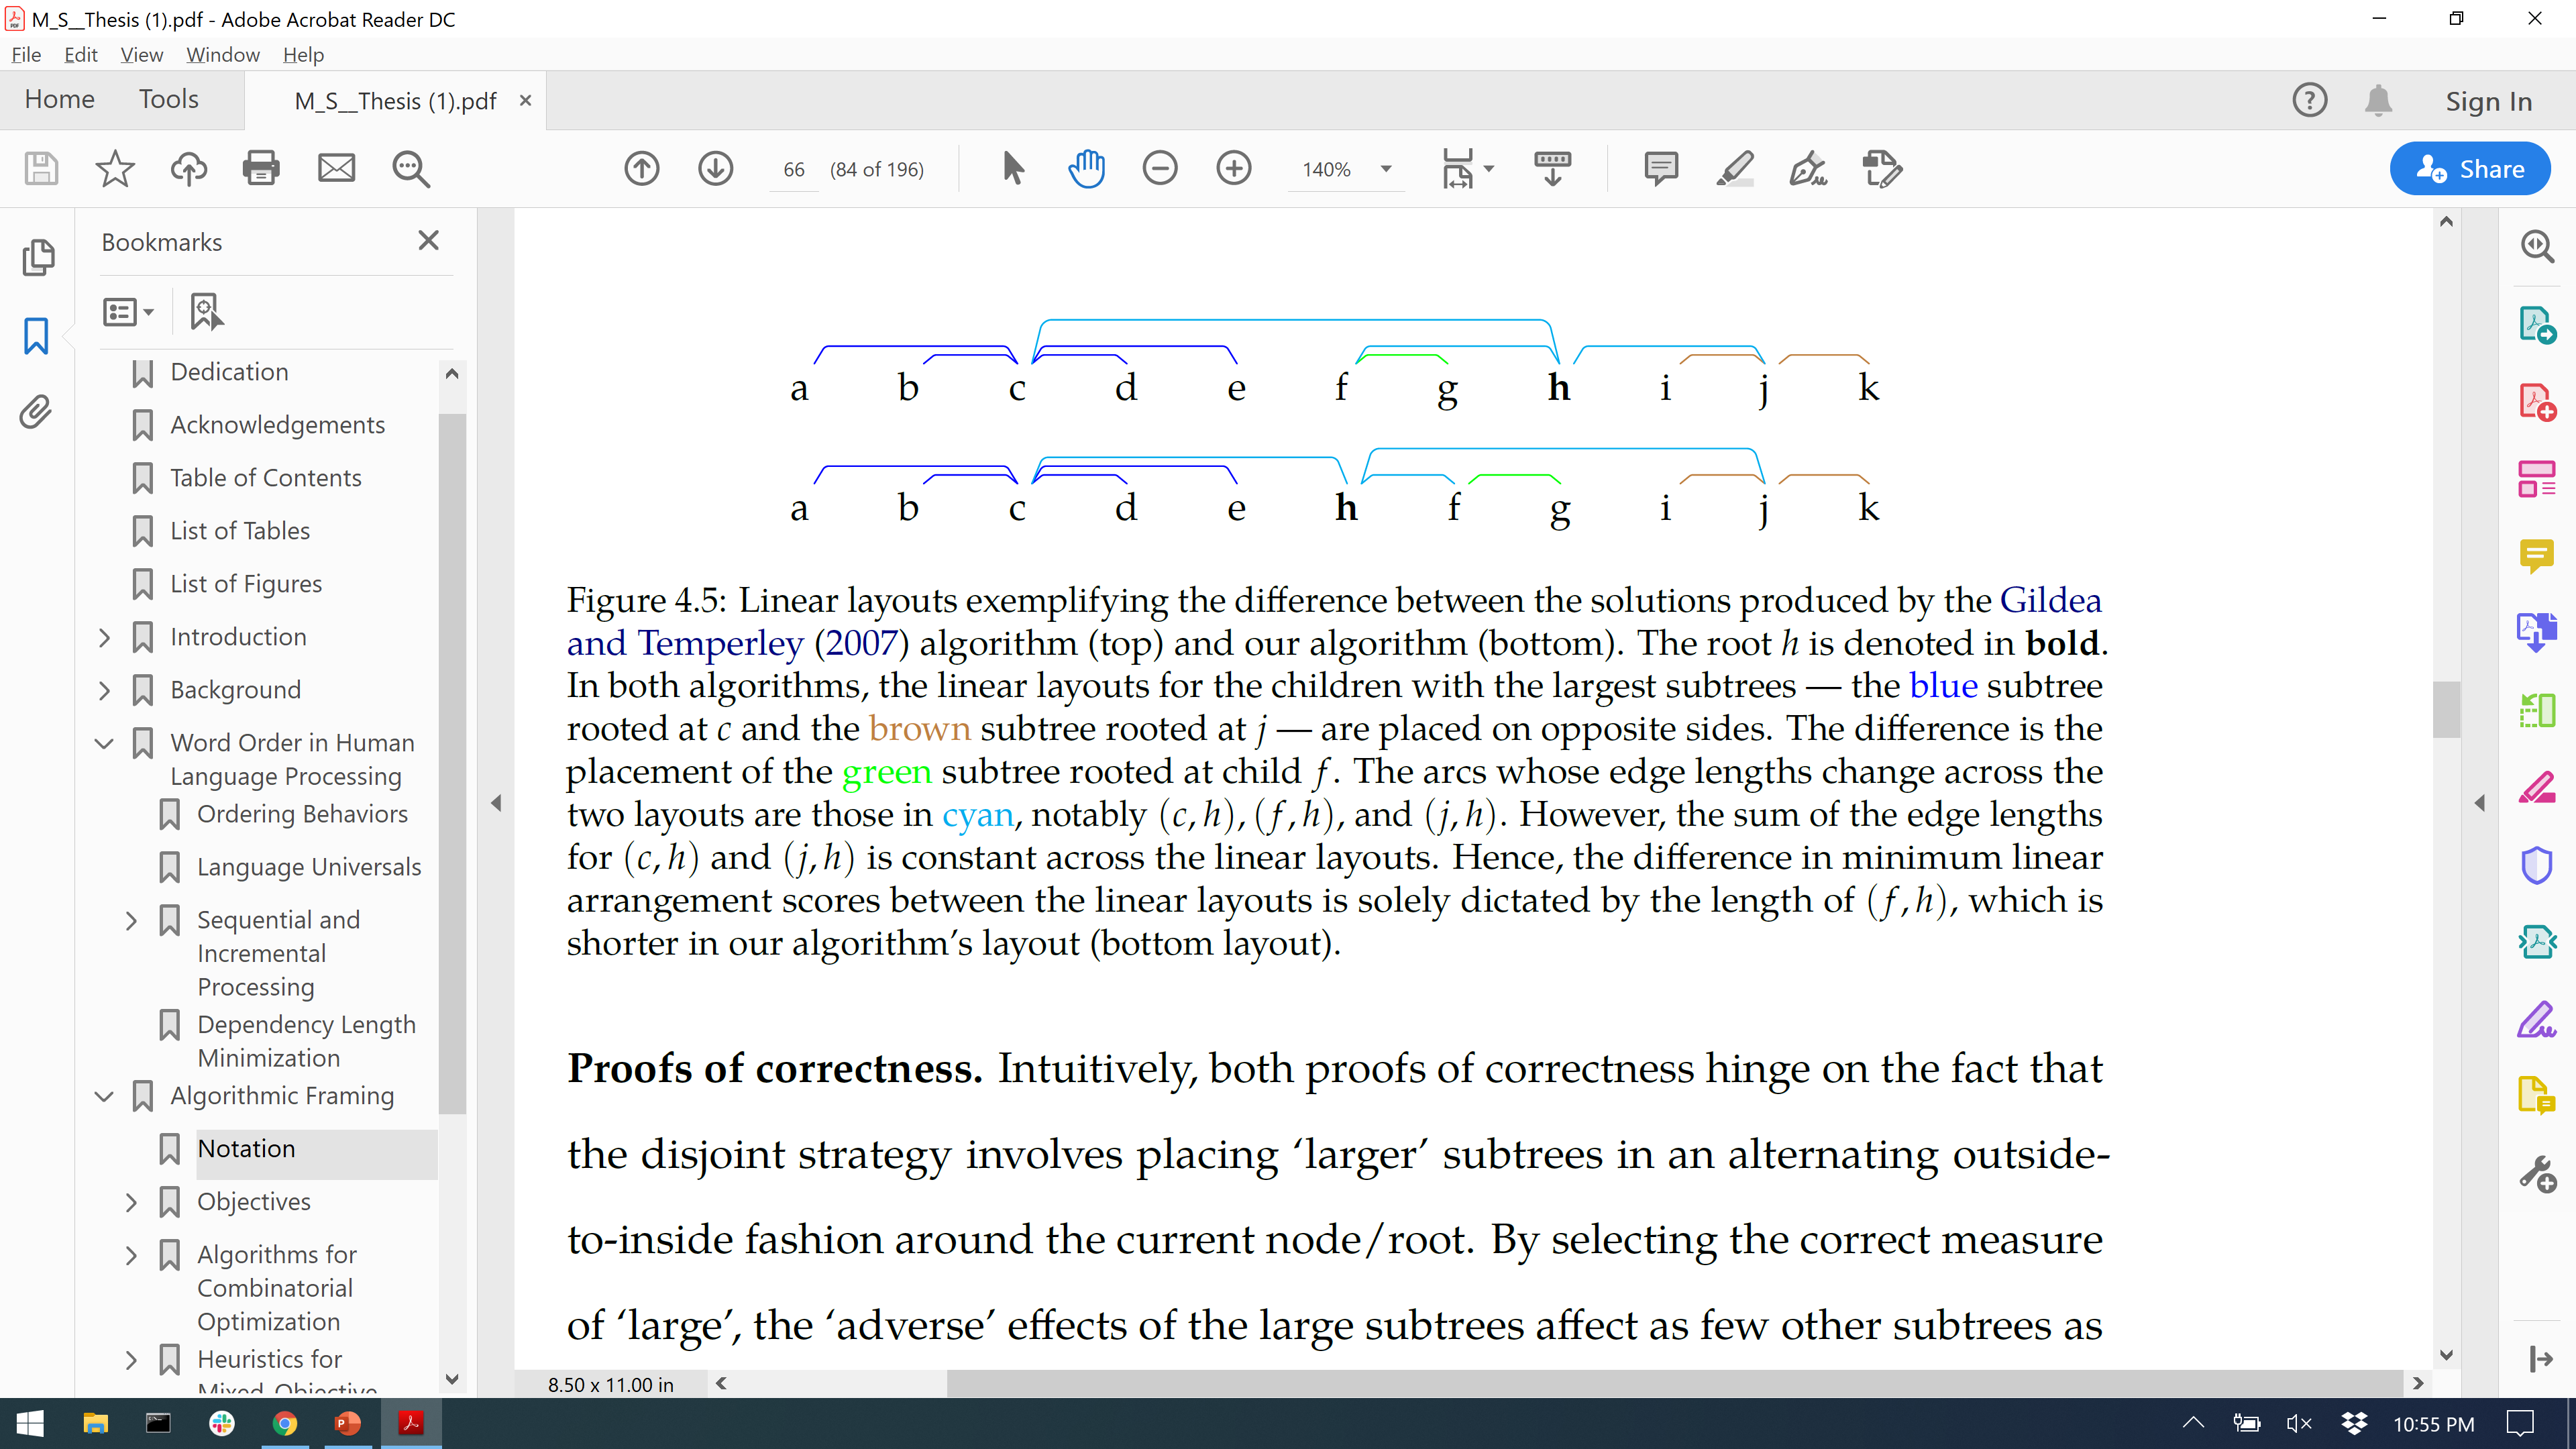 M_S__Thesis (1).pdf - Adobe Acrobat Reader DC
File Edit View Window Help
Home Tools M_S__Thesis (1).pdf × Sign In
66 (84 of 196) 140% Share
Bookmarks
Dedication
Acknowledgements
Table of Contents
List of Tables
List of Figures
Introduction
Background
Word Order in Human
Language Processing
Ordering Behaviors
Language Universals
Sequential and
Incremental
Processing
Dependency Length
Minimization
Algorithmic Framing
Notation
Objectives
Algorithms for
Combinatorial
Optimization
Heuristics for
Mixed-Objective
a b c d e f g h i j k
a b c d e h f g i j k
Figure 4.5: Linear layouts exemplifying the difference between the solutions produced by the Gildea
and Temperley (2007) algorithm (top) and our algorithm (bottom). The root h is denoted in bold.
In both algorithms, the linear layouts for the children with the largest subtrees — the blue subtree
rooted at c and the brown subtree rooted at j — are placed on opposite sides. The difference is the
placement of the green subtree rooted at child f. The arcs whose edge lengths change across the
two layouts are those in cyan, notably (c, h), (f, h), and (j, h). However, the sum of the edge lengths
for (c, h) and (j, h) is constant across the linear layouts. Hence, the difference in minimum linear
arrangement scores between the linear layouts is solely dictated by the length of (f, h), which is
shorter in our algorithm's layout (bottom layout).
Proofs of correctness. Intuitively, both proofs of correctness hinge on the fact that
the disjoint strategy involves placing ‘larger’ subtrees in an alternating outside-
to-inside fashion around the current node/root. By selecting the correct measure
of ‘large’, the ‘adverse’ effects of the large subtrees affect as few other subtrees as
8.50 x 11.00 in
10:55 PM